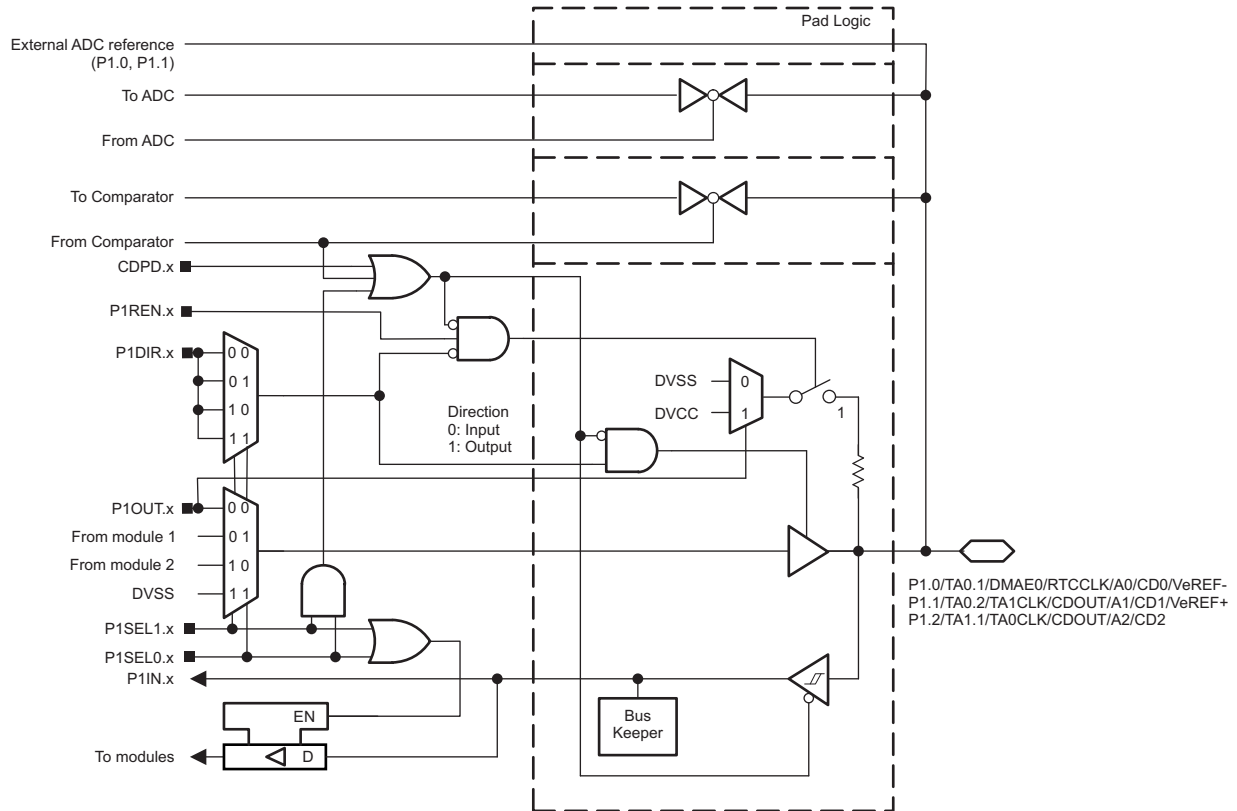 Pad Logic
External ADC reference
(P1.0, P1.1)
To ADC
From ADC
To Comparator
From Comparator
CDPD.x
P1REN.x
P1DIR.x
0 0
0 1
1 0
1 1
Direction
0: Input
1: Output
DVSS
0
DVCC
1
1
P1OUT.x
0 0
From module 1
0 1
From module 2
1 0
DVSS
1 1
P1.0/TA0.1/DMAE0/RTCCLK/A0/CD0/VeREF-
P1.1/TA0.2/TA1CLK/CDOUT/A1/CD1/VeREF+
P1.2/TA1.1/TA0CLK/CDOUT/A2/CD2
P1SEL1.x
P1SEL0.x
P1IN.x
Bus
Keeper
EN
To modules
D